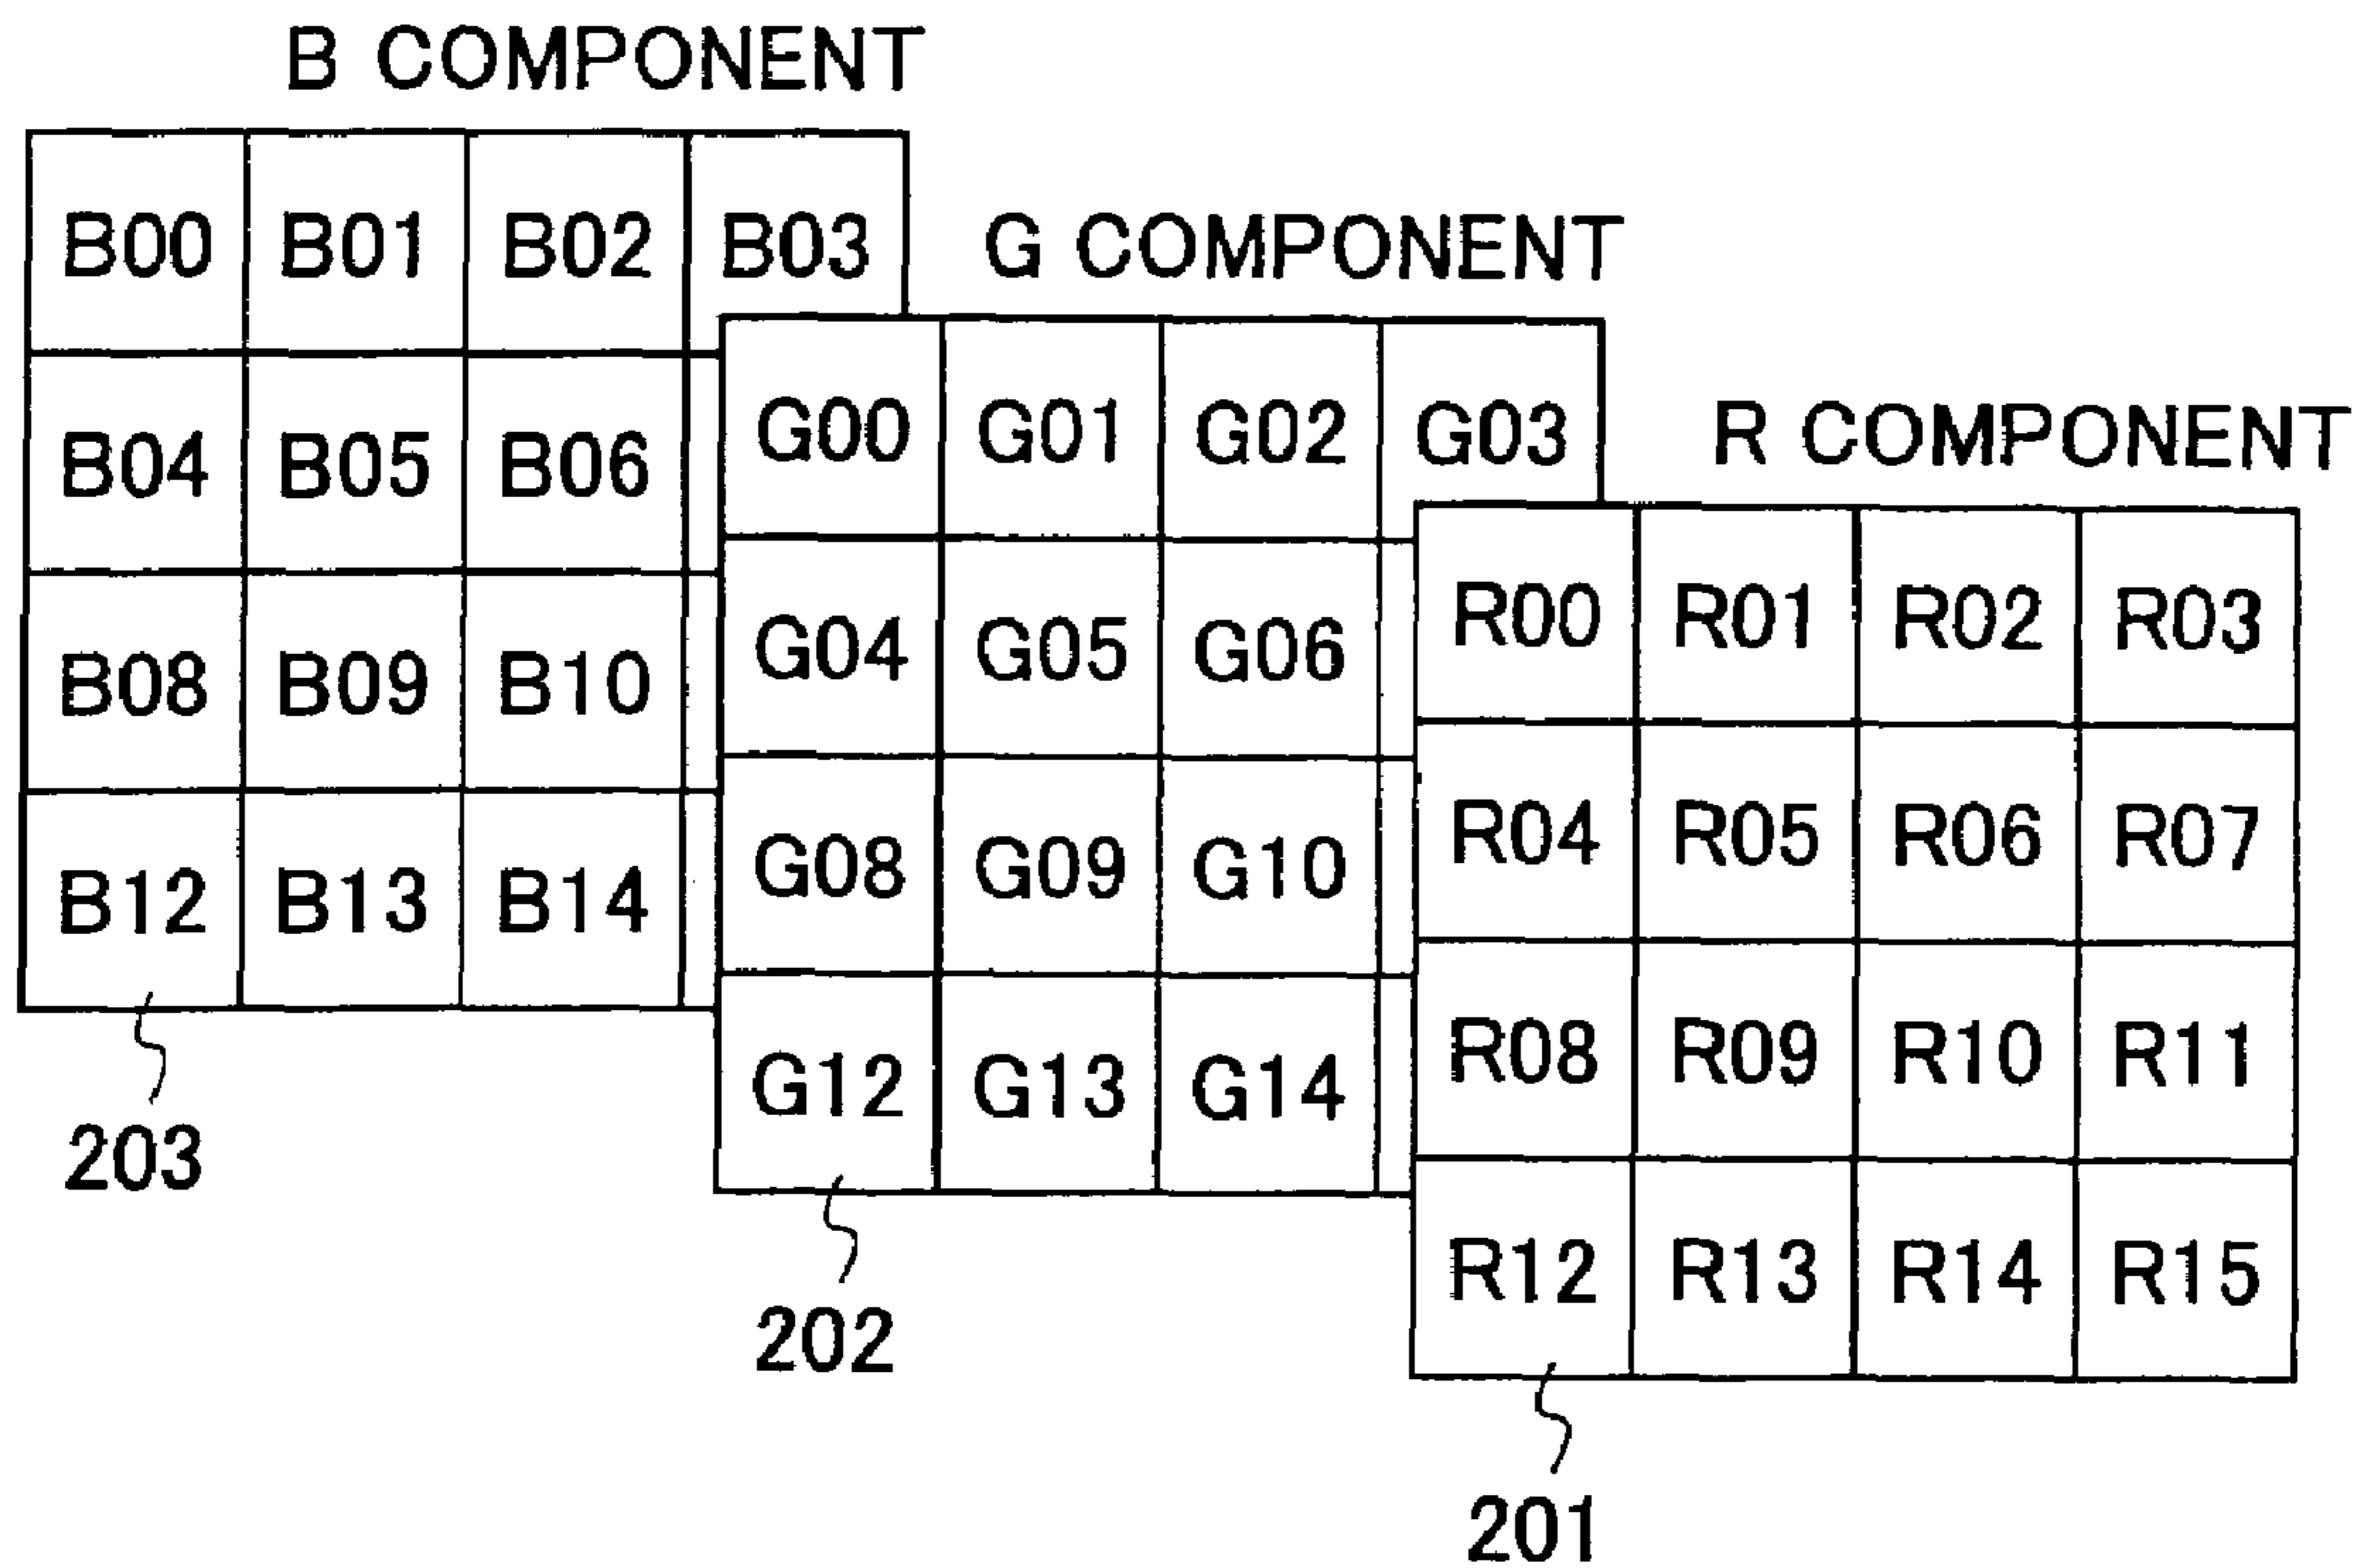 B COMPONENT
B00 B01 B02 B03
B04 B05 B06
B08 B09 B10
B12 B13 B14
203
G COMPONENT
G00 G01 G02 G03
G04 G05 G06
G08 G09 G10
G12 G13 G14
202
R COMPONENT
R00 R01 R02 R03
R04 R05 R06 R07
R08 R09 R10 R11
R12 R13 R14 R15
201